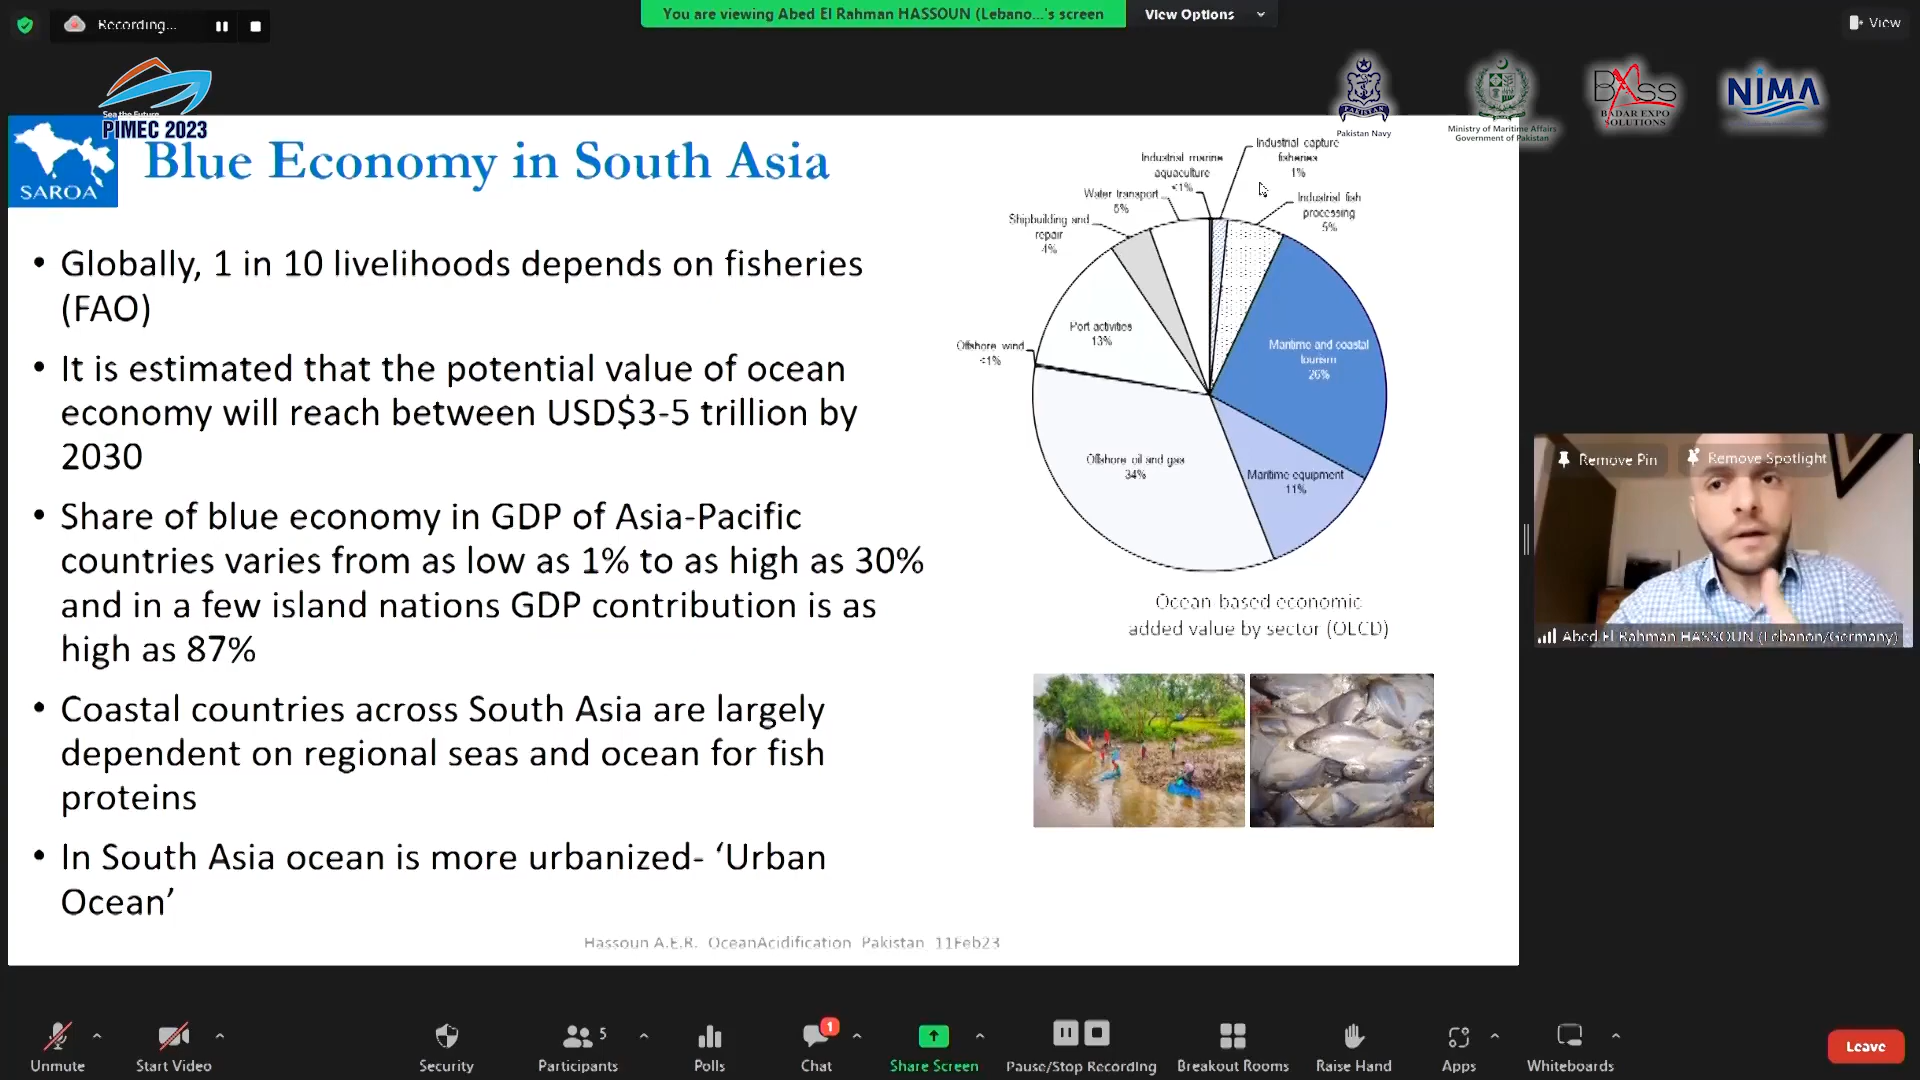 Recording...
You are viewing Abed El Rahman HASSOUN (Lebano...'s screen
View Options
View
Sea the Future
PIMEC 2023
PAKISTAN
Pakistan Navy
Ministry of Maritime Affairs
Government of Pakistan
BXSS
BADAR EXPO
SOLUTIONS
NIMA
SAROA
Blue Economy in South Asia
• Globally, 1 in 10 livelihoods depends on fisheries
(FAO)
• It is estimated that the potential value of ocean
economy will reach between USD$3-5 trillion by
2030
• Share of blue economy in GDP of Asia-Pacific
countries varies from as low as 1% to as high as 30%
and in a few island nations GDP contribution is as
high as 87%
• Coastal countries across South Asia are largely
dependent on regional seas and ocean for fish
proteins
• In South Asia ocean is more urbanized- ‘Urban
Ocean’
Industrial capture
fisheries
1%
Industrial marine
aquaculture
<1%
Water transport
5%
Industrial fish
processing
5%
Shipbuilding and
repair
4%
Port activities
13%
Maritime and coastal
tourism
26%
Offshore wind
<1%
Offshore oil and gas
34%
Maritime equipment
11%
Ocean-based economic
added value by sector (OECD)
Hassoun A.E.R. OceanAcidification Pakistan 11Feb23
Remove Pin
Remove Spotlight
Abed El Rahman HASSOUN (Lebanon/Germany)
Unmute
Start Video
Security
5
Participants
Polls
1
Chat
Share Screen
Pause/Stop Recording
Breakout Rooms
Raise Hand
Apps
Whiteboards
Leave